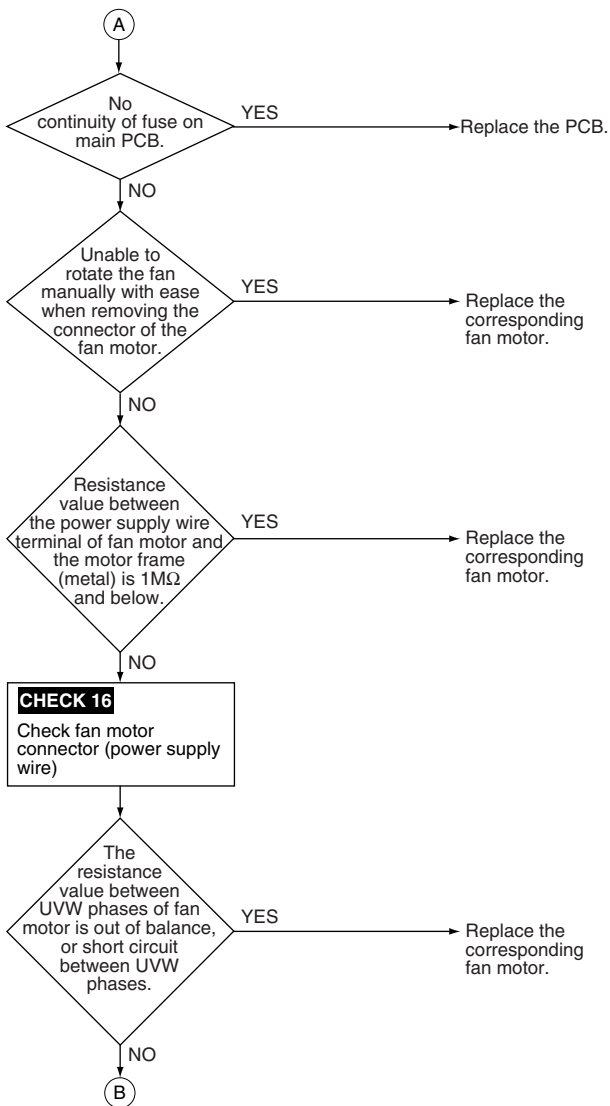 A
No
continuity of fuse on
main PCB.
YES
Replace the PCB.
NO
Unable to
rotate the fan
manually with ease
when removing the
connector of the
fan motor.
YES
Replace the
corresponding
fan motor.
NO
Resistance
value between
the power supply wire
terminal of fan motor and
the motor frame
(metal) is 1MΩ
and below.
YES
Replace the
corresponding
fan motor.
NO
CHECK 16
Check fan motor
connector (power supply
wire)
The
resistance
value between
UVW phases of fan
motor is out of balance,
or short circuit
between UVW
phases.
YES
Replace the
corresponding
fan motor.
NO
B